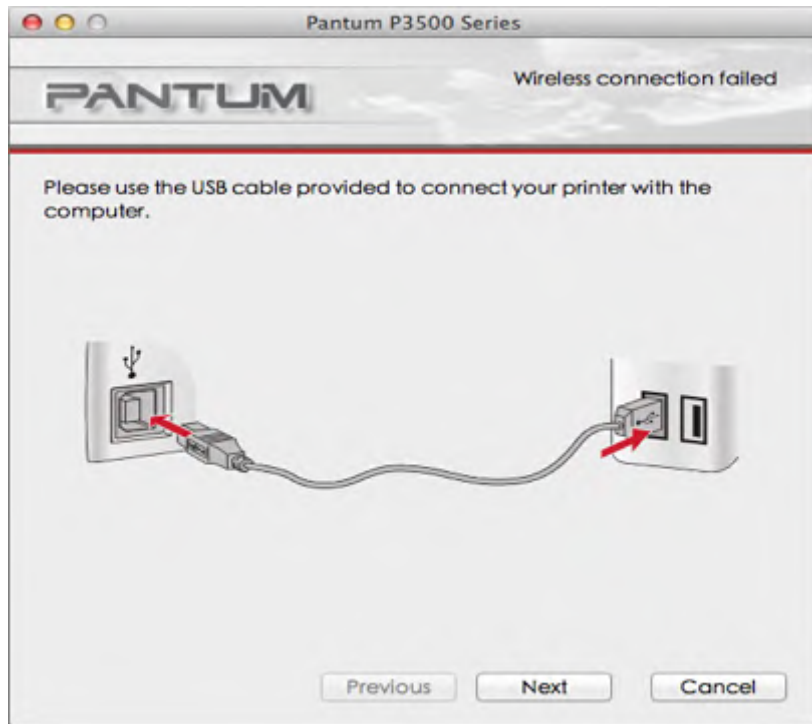 Pantum P3500 Series
Wireless connection failed
PANTUM
Please use the USB cable provided to connect your printer with the
computer.
Previous
Next
Cancel